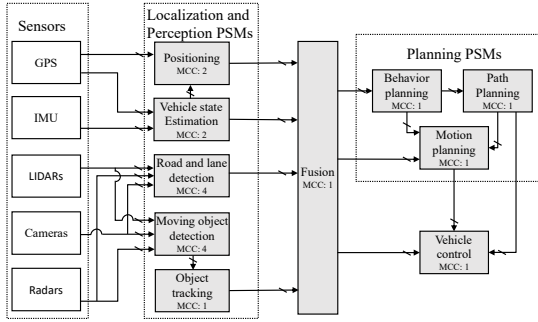 Sensors
GPS
IMU
LIDARs
Cameras
Radars
Localization and
Perception PSMs
Positioning
MCC: 2
Vehicle state
Estimation
MCC: 2
Road and lane
detection
MCC: 4
Moving object
detection
MCC: 4
Object
tracking
MCC: 1
Fusion
MCC: 1
Planning PSMs
Behavior
planning
MCC: 1
Path
Planning
MCC: 1
Motion
planning
MCC: 1
Vehicle
control
MCC: 1